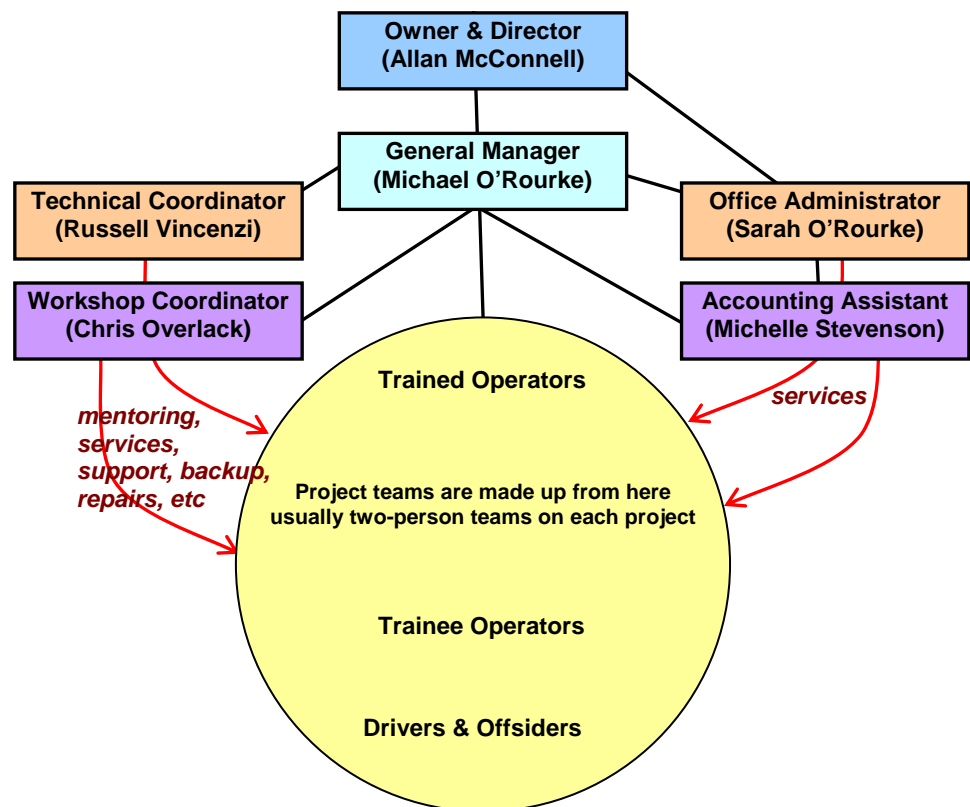 Owner & Director
(Allan McConnell)
General Manager
(Michael O'Rourke)
Technical Coordinator
(Russell Vincenzi)
Office Administrator
(Sarah O'Rourke)
Workshop Coordinator
(Chris Overlack)
Accounting Assistant
(Michelle Stevenson)
Trained Operators
services
mentoring,
services,
support, backup,
repairs, etc
Project teams are made up from here
usually two-person teams on each project
Trainee Operators
Drivers & Offsiders